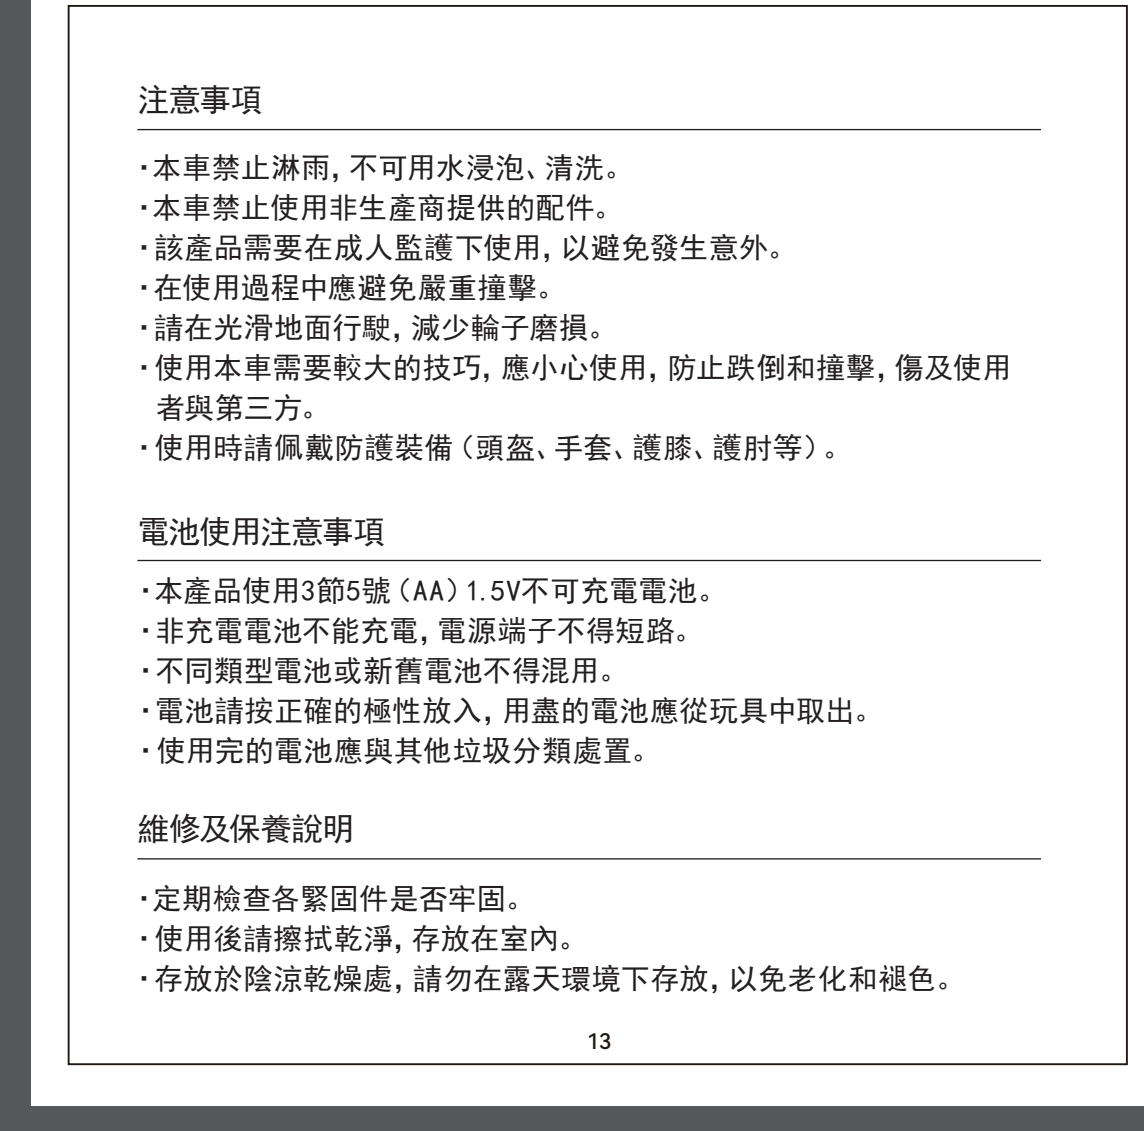 注意事項
·本車禁止淋雨，不可用水浸泡、清洗。
·本車禁止使用非生產商提供的配件。
·該產品需要在成人監護下使用，以避免發生意外。
·在使用過程中應避免嚴重撞擊。
·請在光滑地面行駛，減少輪子磨損。
·使用本車需要較大的技巧，應小心使用，防止跌倒和撞擊，傷及使用
者與第三方。
·使用時請佩戴防護裝備（頭盔、手套、護膝、護肘等）。
電池使用注意事項
·本產品使用3節5號（AA）1.5V不可充電電池。
·非充電電池不能充電，電源端子不得短路。
·不同類型電池或新舊電池不得混用。
·電池請按正確的極性放入，用盡的電池應從玩具中取出。
·使用完的電池應與其他垃圾分類處置。
維修及保養說明
·定期檢查各緊固件是否牢固。
·使用後請擦拭乾淨，存放在室內。
·存放於陰涼乾燥處，請勿在露天環境下存放，以免老化和褪色。
13